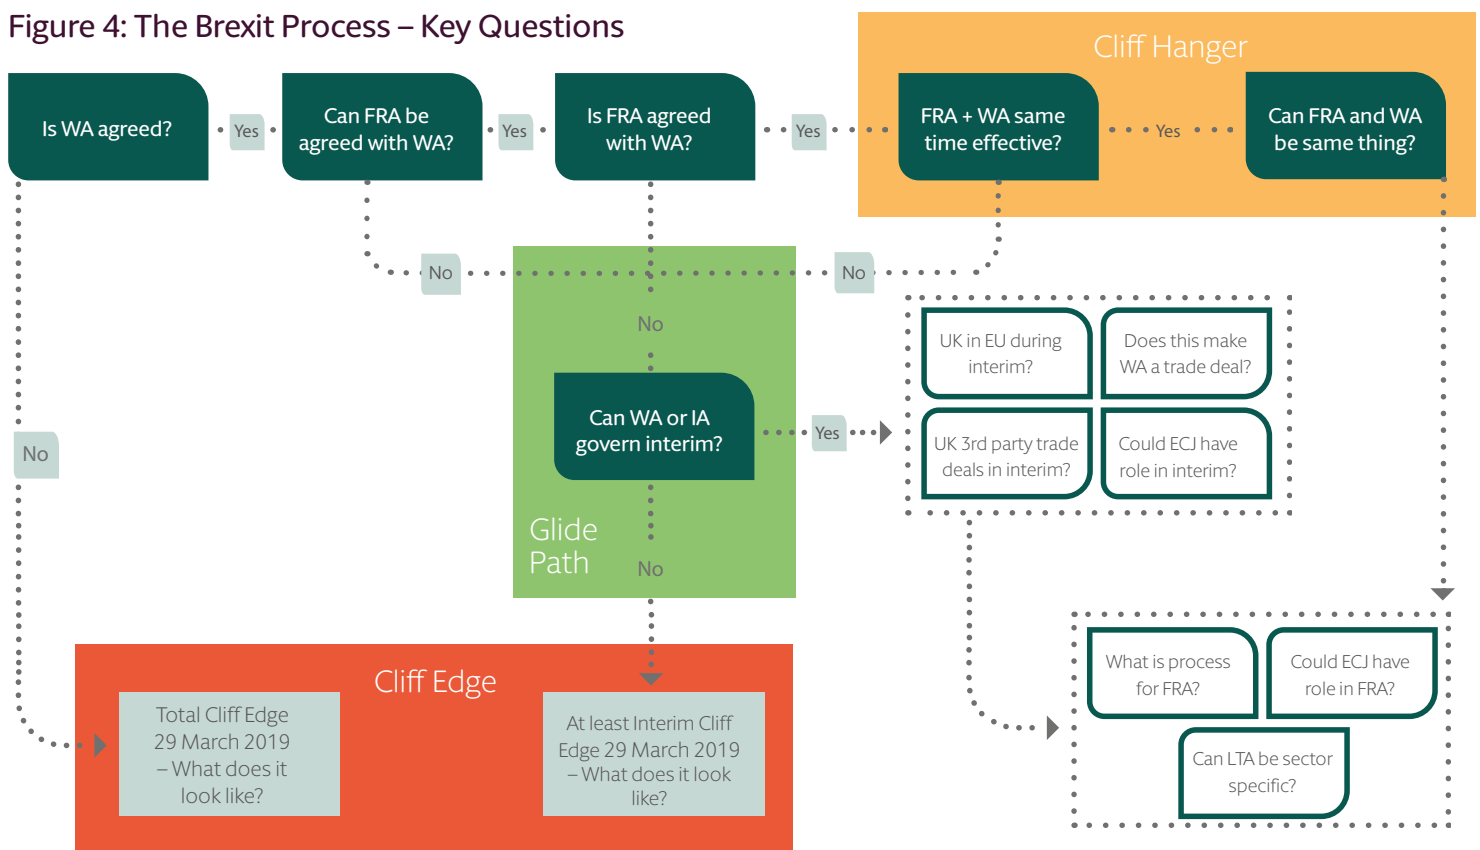 Figure 4: The Brexit Process – Key Questions
Cliff Hanger
Is WA agreed?
Yes
Can FRA be
agreed with WA?
Yes
Is FRA agreed
with WA?
Yes
FRA + WA same
time effective?
Yes
Can FRA and WA
be same thing?
No
No
No
UK in EU during
interim?
Does this make
WA a trade deal?
Can WA or IA
govern interim?
Yes
UK 3rd party trade
deals in interim?
Could ECJ have
role in interim?
No
Glide
Path
No
What is process
for FRA?
Could ECJ have
role in FRA?
Can LTA be sector
specific?
Cliff Edge
Total Cliff Edge
29 March 2019
– What does it
look like?
At least Interim Cliff
Edge 29 March 2019
– What does it look
like?